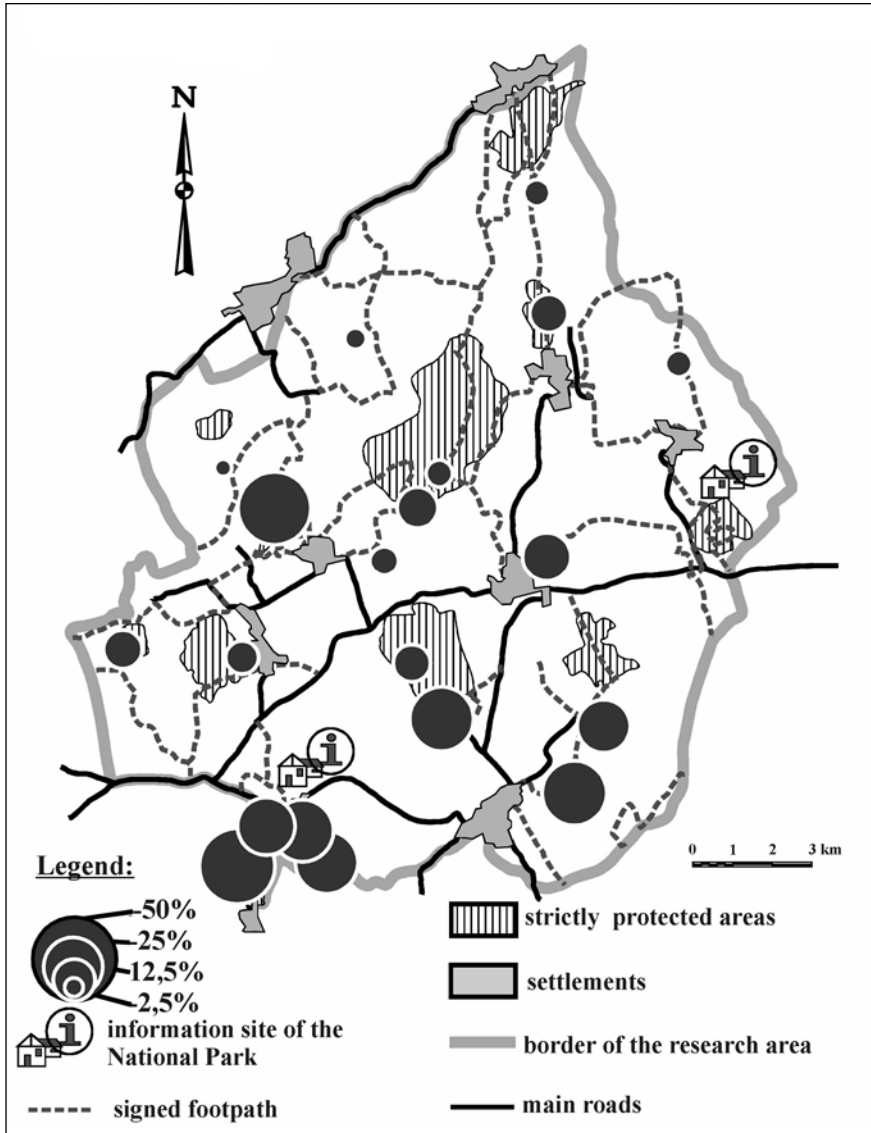 N
i
i
0 1 2 3 km
Legend:
-50%
-25%
12,5%
-2,5%
i
information site of the
National Park
signed footpath
strictly protected areas
settlements
border of the research area
main roads